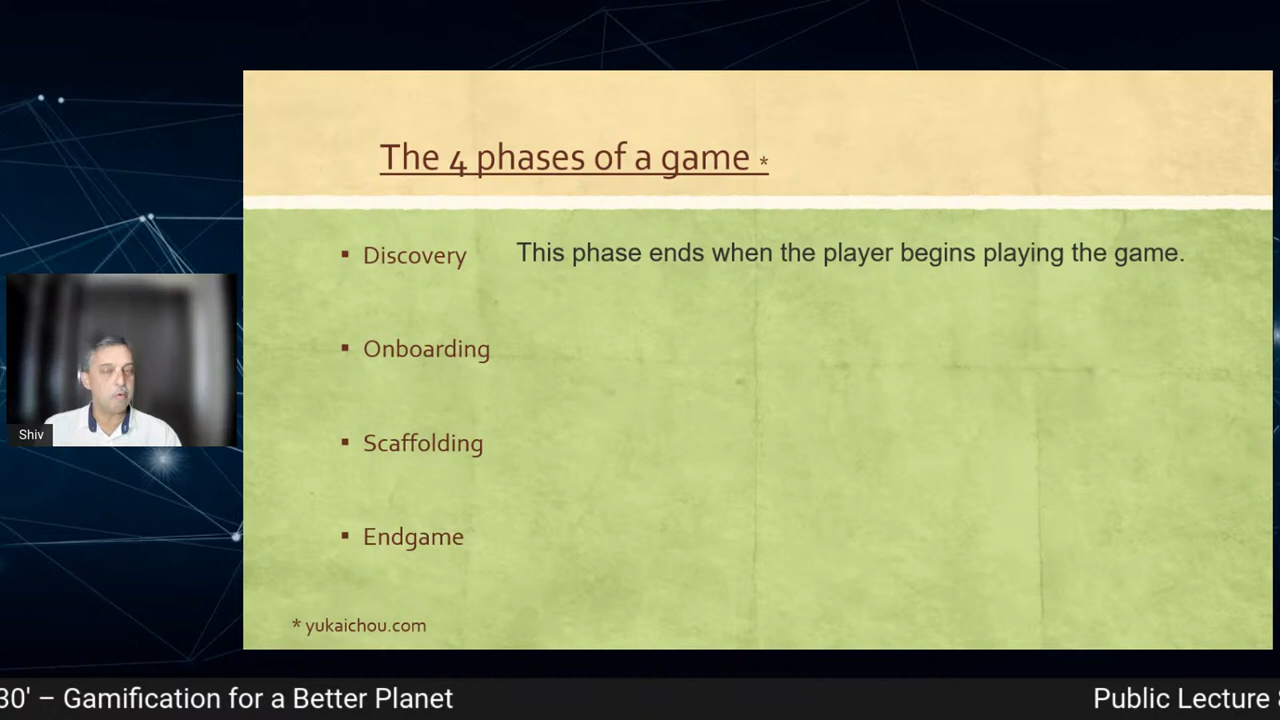 The 4 phases of a game *
▪ Discovery This phase ends when the player begins playing the game.
▪ Onboarding
▪ Scaffolding
▪ Endgame
* yukaichou.com
Shiv
30' – Gamification for a Better Planet Public Lecture